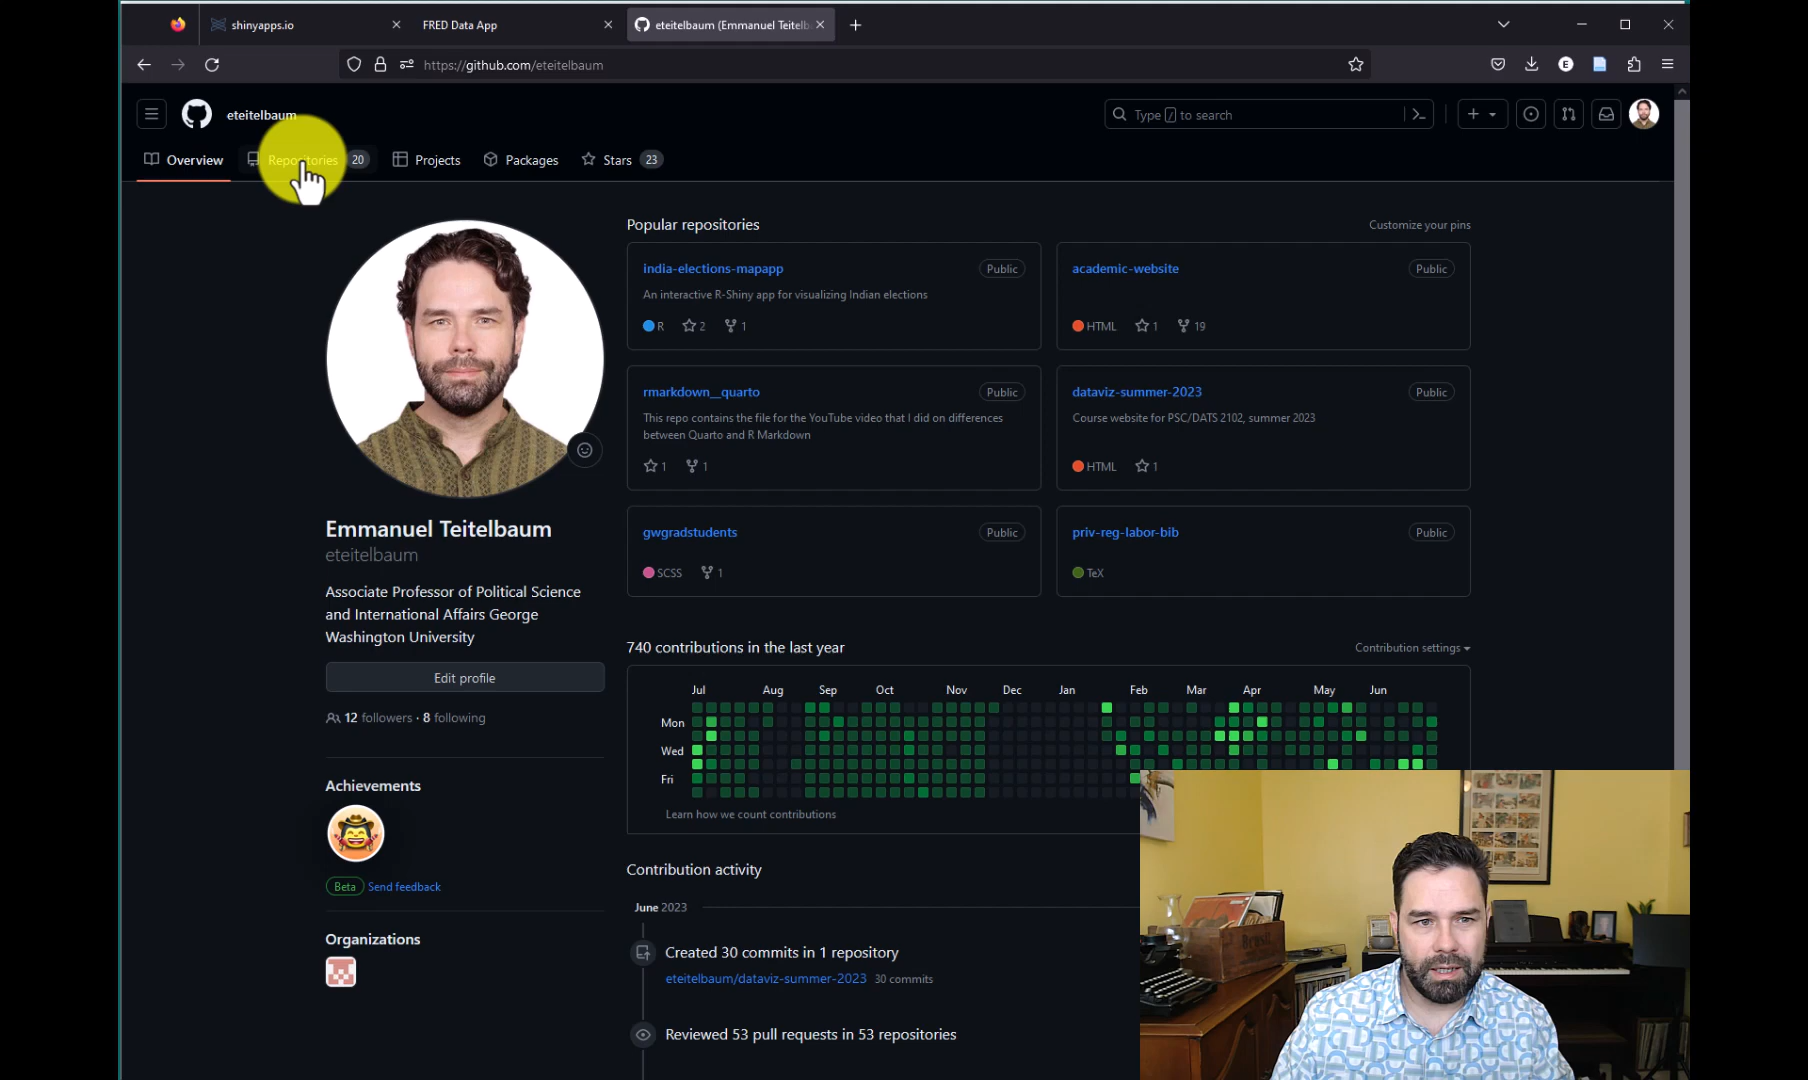 shinyapps.io
FRED Data App
eteitelbaum (Emmanuel Teitelb
https://github.com/eteitelbaum
eteitelbaum
Type / to search
E
Overview
Repositories 20
Projects
Packages
Stars 23
Popular repositories
Customize your pins
india-elections-mapapp
Public
An interactive R-Shiny app for visualizing Indian elections
R 2 1
academic-website
Public
HTML 1 19
rmarkdown__quarto
Public
This repo contains the file for the YouTube video that I did on differences
between Quarto and R Markdown
1 1
dataviz-summer-2023
Public
Course website for PSC/DATS 2102, summer 2023
HTML 1
gwgradstudents
Public
SCSS 1
priv-reg-labor-bib
Public
TeX
Emmanuel Teitelbaum
eteitelbaum
Associate Professor of Political Science
and International Affairs George
Washington University
Edit profile
12 followers · 8 following
Achievements
Beta Send feedback
Organizations
740 contributions in the last year
Contribution settings
Jul Aug Sep Oct Nov Dec Jan Feb Mar Apr May Jun
Mon
Wed
Fri
Learn how we count contributions
Contribution activity
June 2023
Created 30 commits in 1 repository
eteitelbaum/dataviz-summer-2023 30 commits
Reviewed 53 pull requests in 53 repositories